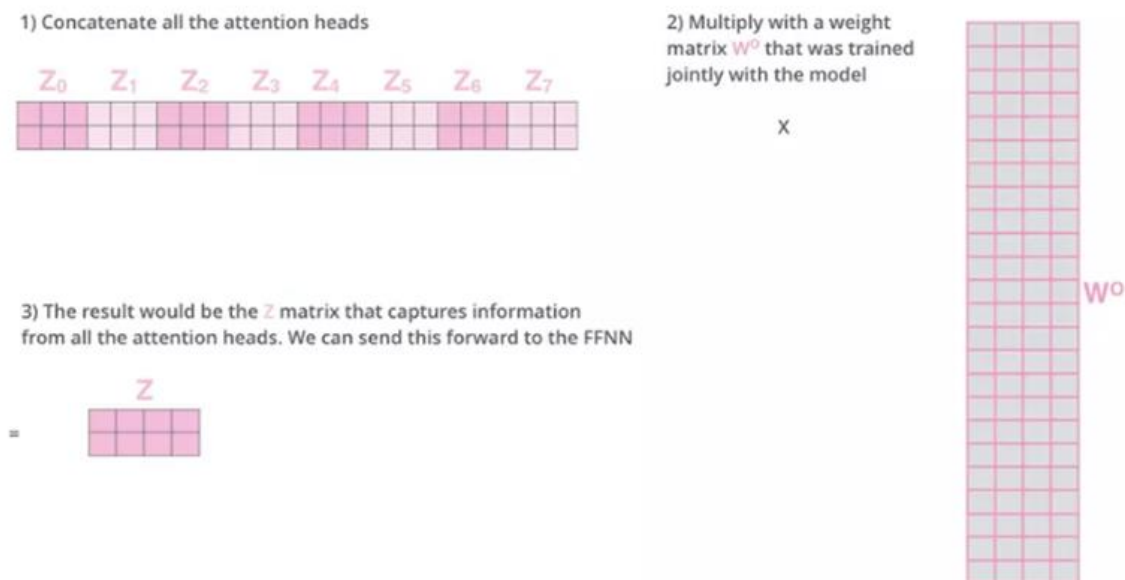 1) Concatenate all the attention heads
Z0 Z1 Z2 Z3 Z4 Z5 Z6 Z7
2) Multiply with a weight
matrix W^O that was trained
jointly with the model
X
W^O
3) The result would be the Z matrix that captures information
from all the attention heads. We can send this forward to the FFNN
Z
=